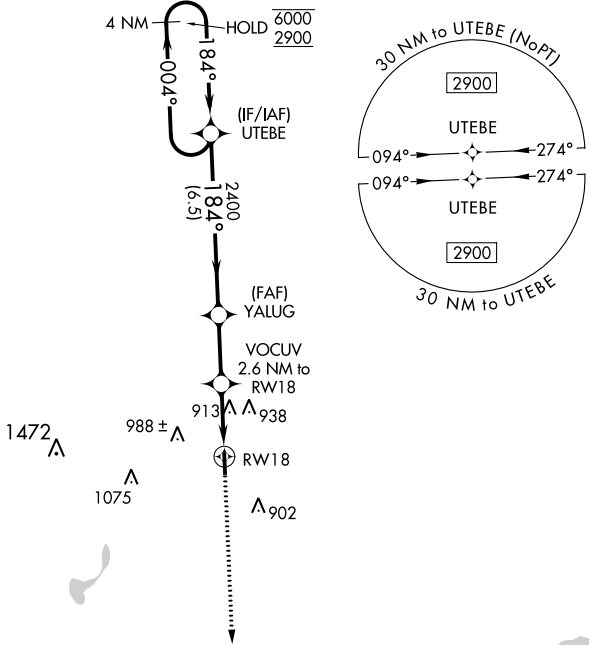 4 NM
HOLD
6000
2900
004°
184°
(IF/IAF)
UTEBE
2400
184°
(6.5)
(FAF)
YALUG
VOCUV
2.6 NM to
RW18
913
938
988 ±
1472
1075
RW18
902
30 NM to UTEBE (NoPT)
2900
UTEBE
094°
274°
094°
274°
UTEBE
2900
30 NM to UTEBE